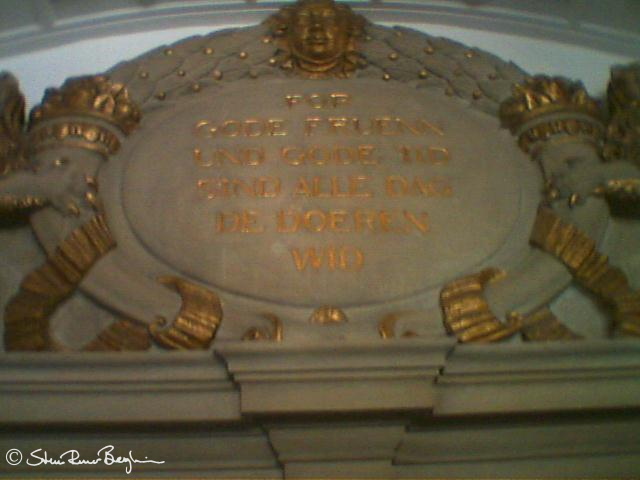 FOR
GODE FRUENN
UND GODE TID
SIND ALLE DAG
DE DOEREN
WID
©